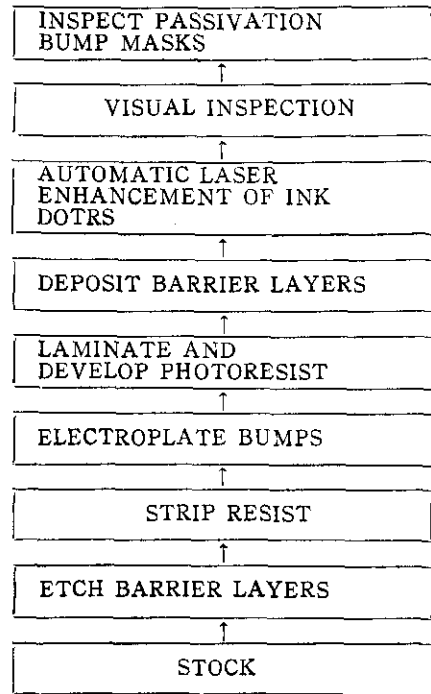 INSPECT PASSIVATION
BUMP MASKS
VISUAL INSPECTION
AUTOMATIC LASER
ENHANCEMENT OF INK
DOTRS
DEPOSIT BARRIER LAYERS
LAMINATE AND
DEVELOP PHOTORESIST
ELECTROPLATE BUMPS
STRIP RESIST
ETCH BARRIER LAYERS
STOCK